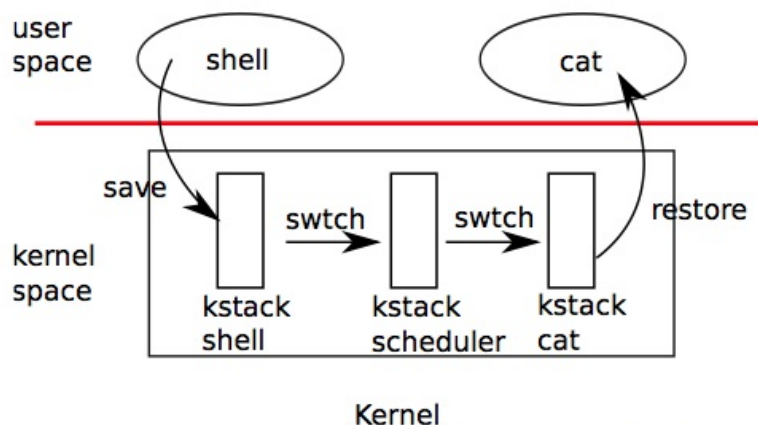 user
space
shell
cat
save
swtch
swtch
restore
kernel
space
kstack
shell
kstack
scheduler
kstack
cat
Kernel